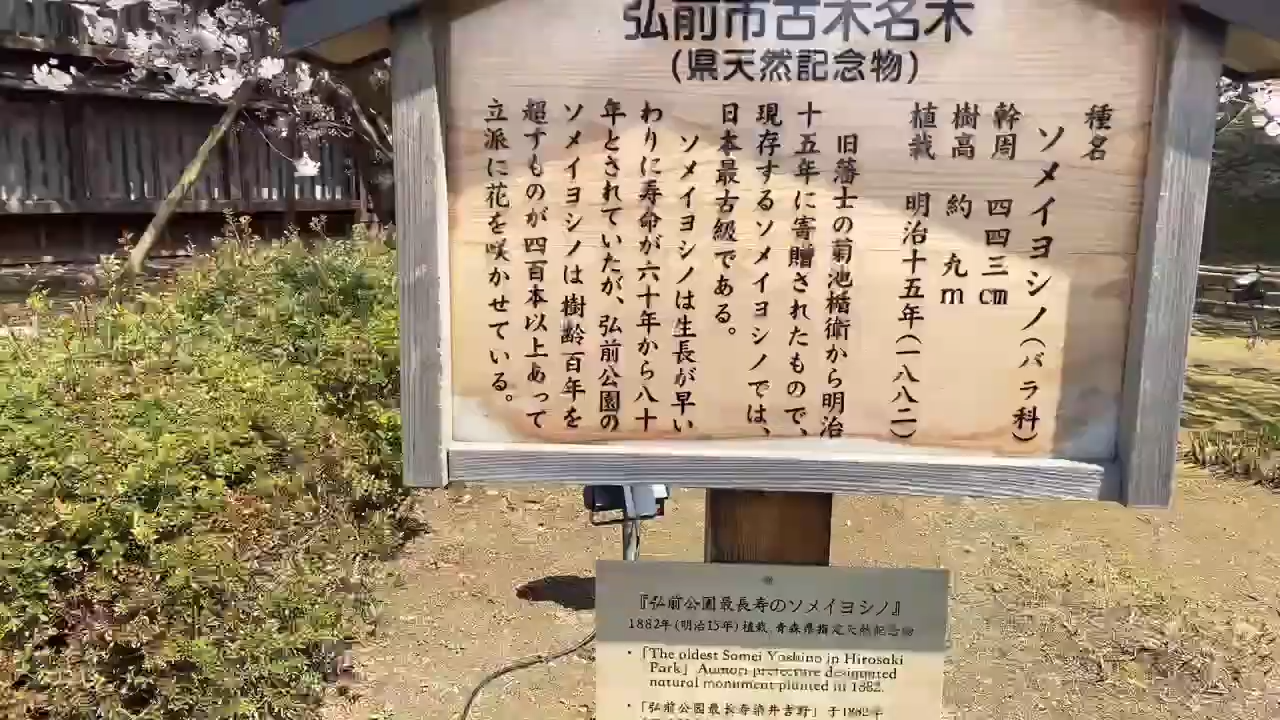 弘前市古木名木
(県天然記念物)
種名
ソメイヨシノ(バラ科)
幹周 四四三㎝
樹高 約 九m
植栽 明治十五年(一八八二)
旧藩士の菊池楯衛から明治
十五年に寄贈されたもので、
現存するソメイヨシノでは、
日本最古級である。
ソメイヨシノは生長が早い
わりに寿命が六十年から八十
年とされていたが、弘前公園の
ソメイヨシノは樹齢百年を
超すものが四百本以上あって
立派に花を咲かせている。
『弘前公園最長寿のソメイヨシノ』
1882年(明治15年)植栽、青森県指定天然記念物
・「The oldest Somei Yoshino in Hirosaki
Park」 Aomori prefecture designated
natural monument planted in 1882.
・「弘前公園最長寿染井吉野」于1882年